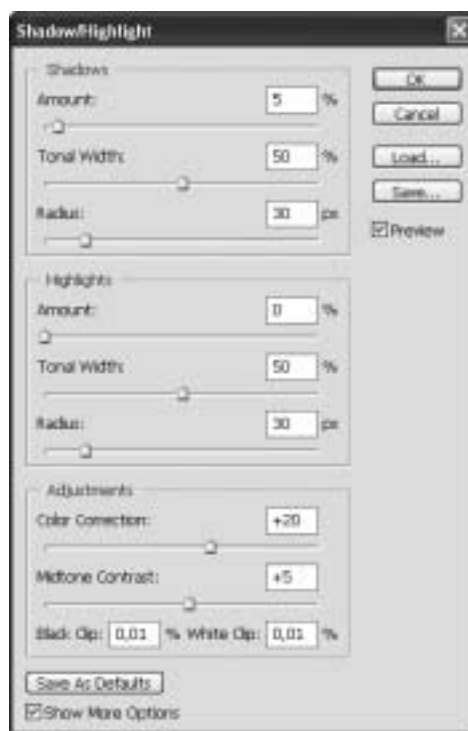 Shadow/Highlight
Shadows
Amount: 5 %
Tonal Width: 50 %
Radius: 30 px
Highlights
Amount: 0 %
Tonal Width: 50 %
Radius: 30 px
Adjustments
Color Correction: +20
Midtone Contrast: +5
Black Clip: 0,01 % White Clip: 0,01 %
Save As Defaults
Show More Options
OK
Cancel
Load...
Save...
Preview